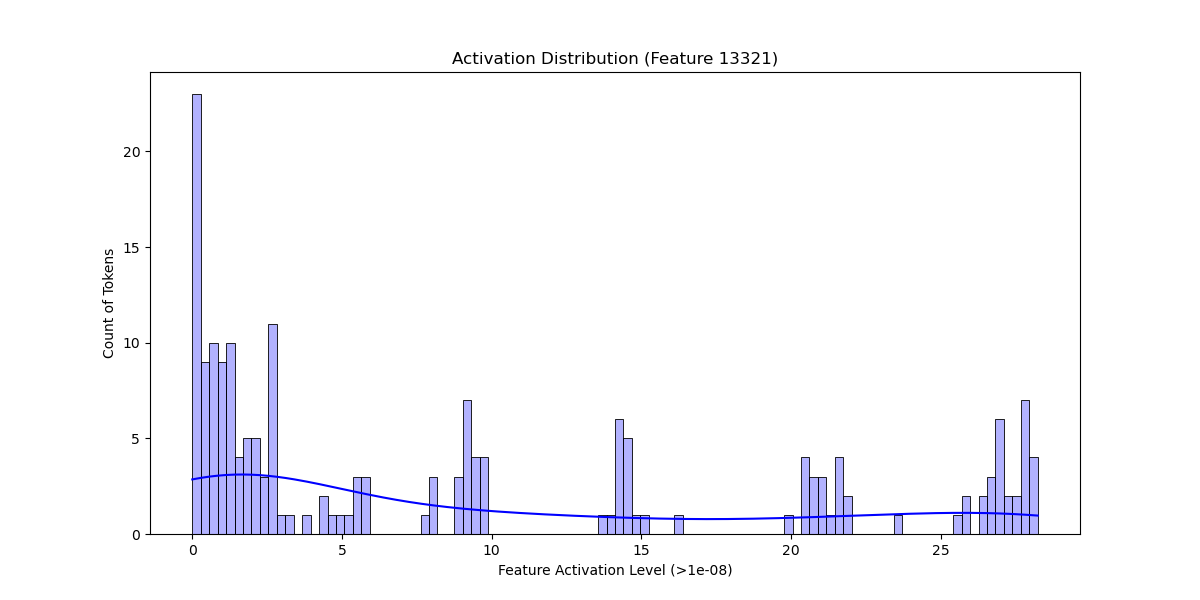 Activation Distribution (Feature 13321)
Count of Tokens
20
15
10
5
0
0 5 10 15 20 25
Feature Activation Level (>1e-08)